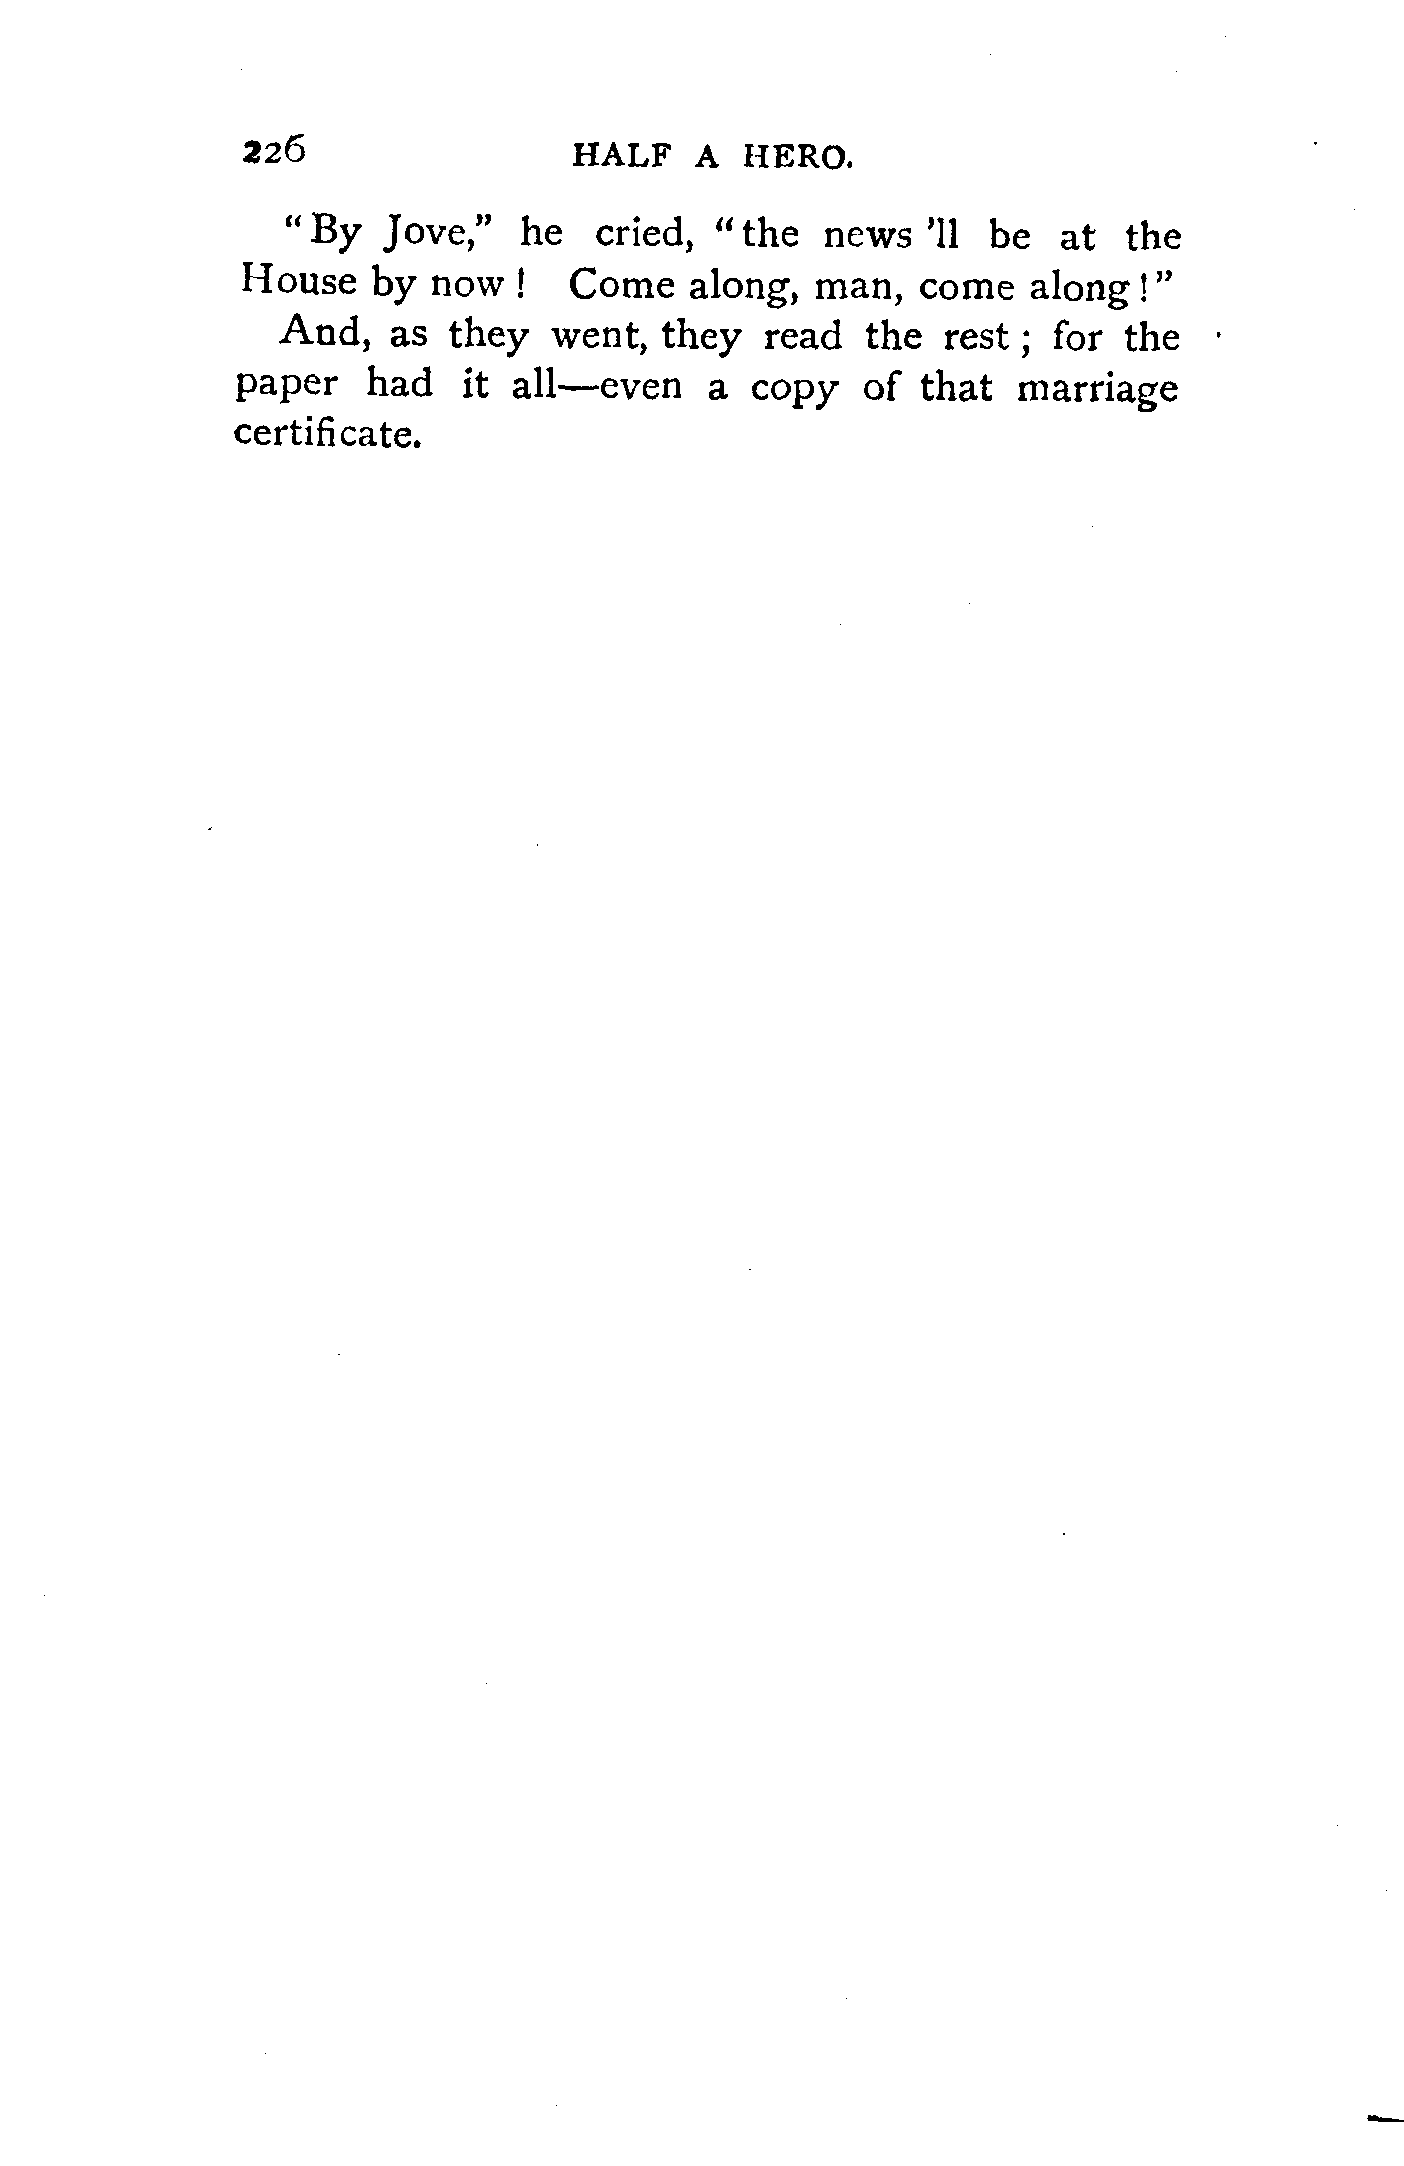 226 HALF A HERO.
“By Jove,” he cried, “the news 'll be at the
House by now! Come along, man, come along!”
And, as they went, they read the rest; for the
paper had it all—even a copy of that marriage
certificate.